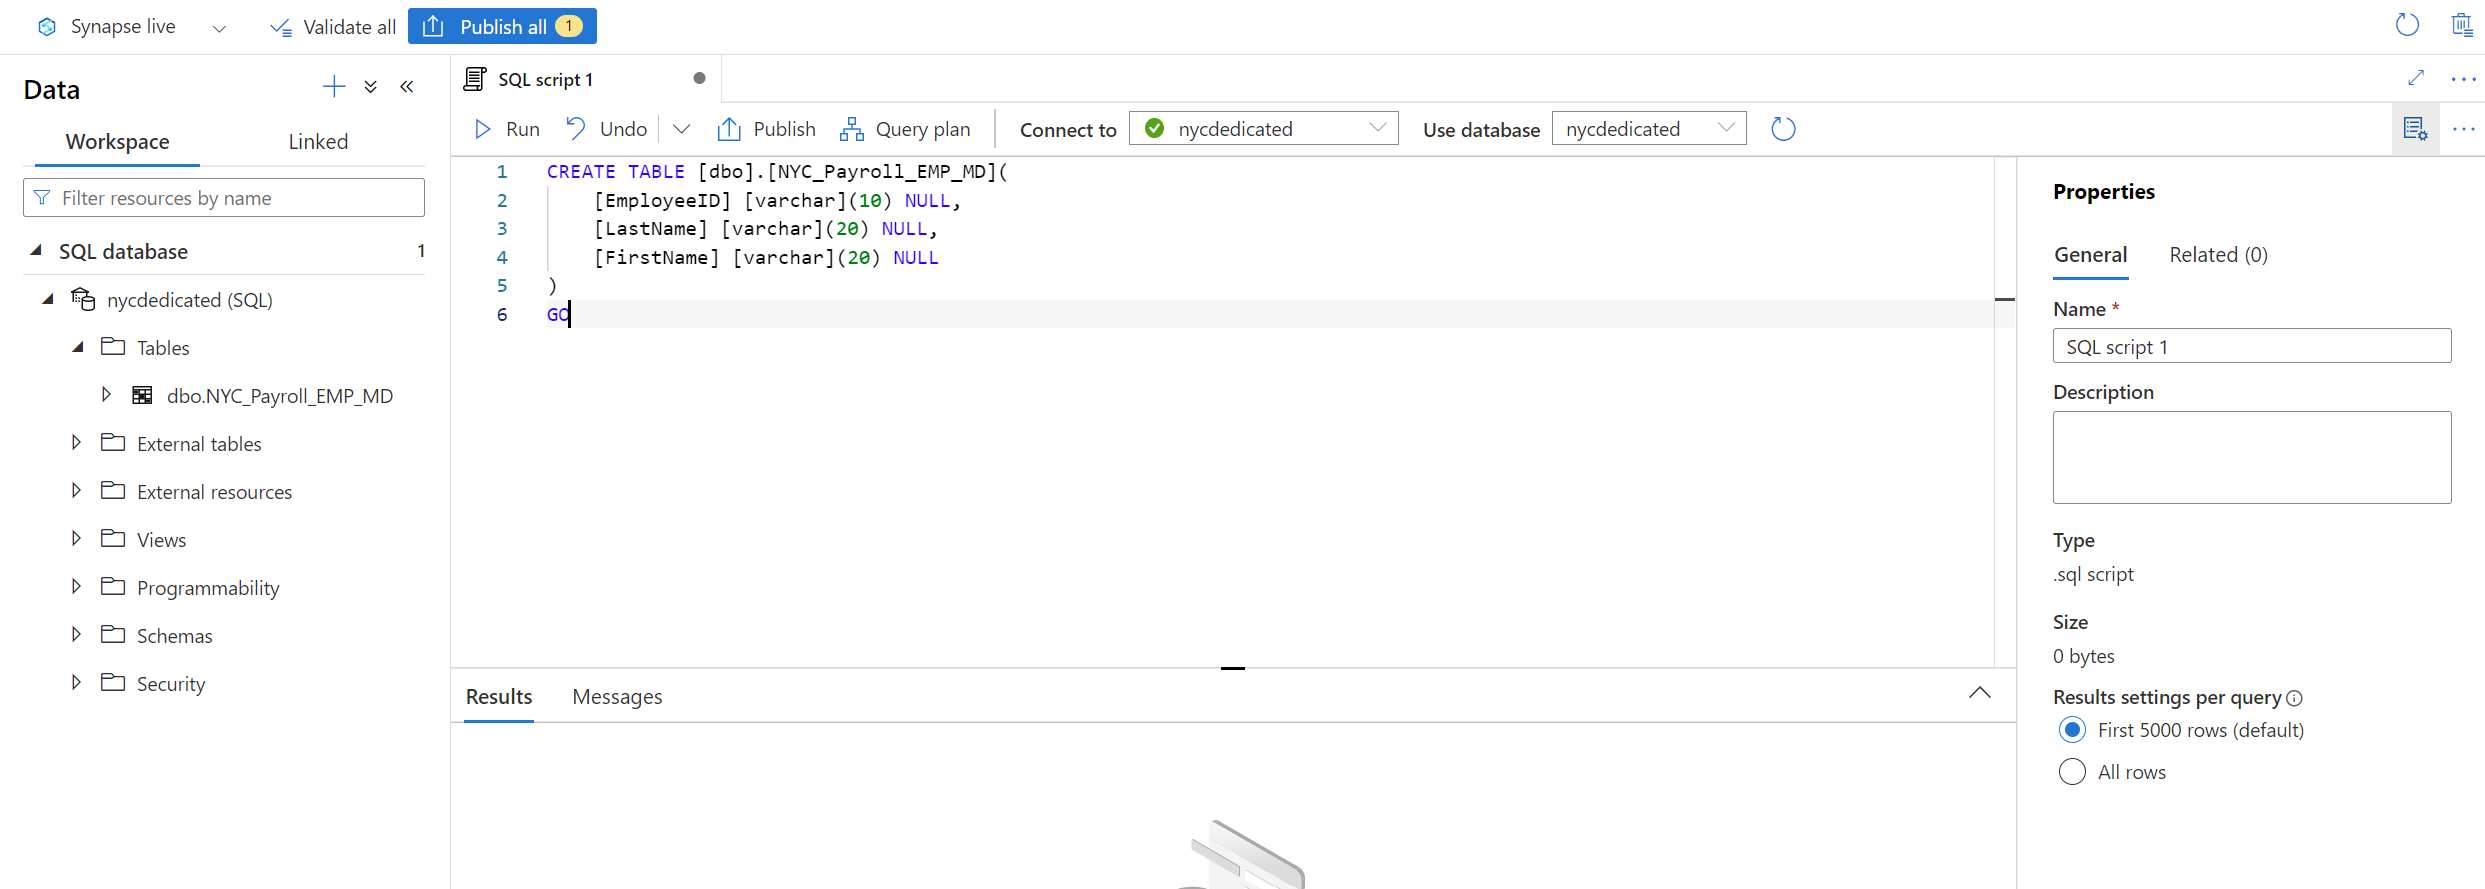 Synapse live
Validate all
Publish all 1
Data
Workspace Linked
Filter resources by name
SQL database 1
nycdedicated (SQL)
Tables
dbo.NYC_Payroll_EMP_MD
External tables
External resources
Views
Programmability
Schemas
Security
SQL script 1
Run Undo Publish Query plan Connect to nycdedicated Use database nycdedicated
1 CREATE TABLE [dbo].[NYC_Payroll_EMP_MD](
2 [EmployeeID] [varchar](10) NULL,
3 [LastName] [varchar](20) NULL,
4 [FirstName] [varchar](20) NULL
5 )
6 GO
Results Messages
Properties
General Related (0)
Name *
SQL script 1
Description
Type
.sql script
Size
0 bytes
Results settings per query
First 5000 rows (default)
All rows